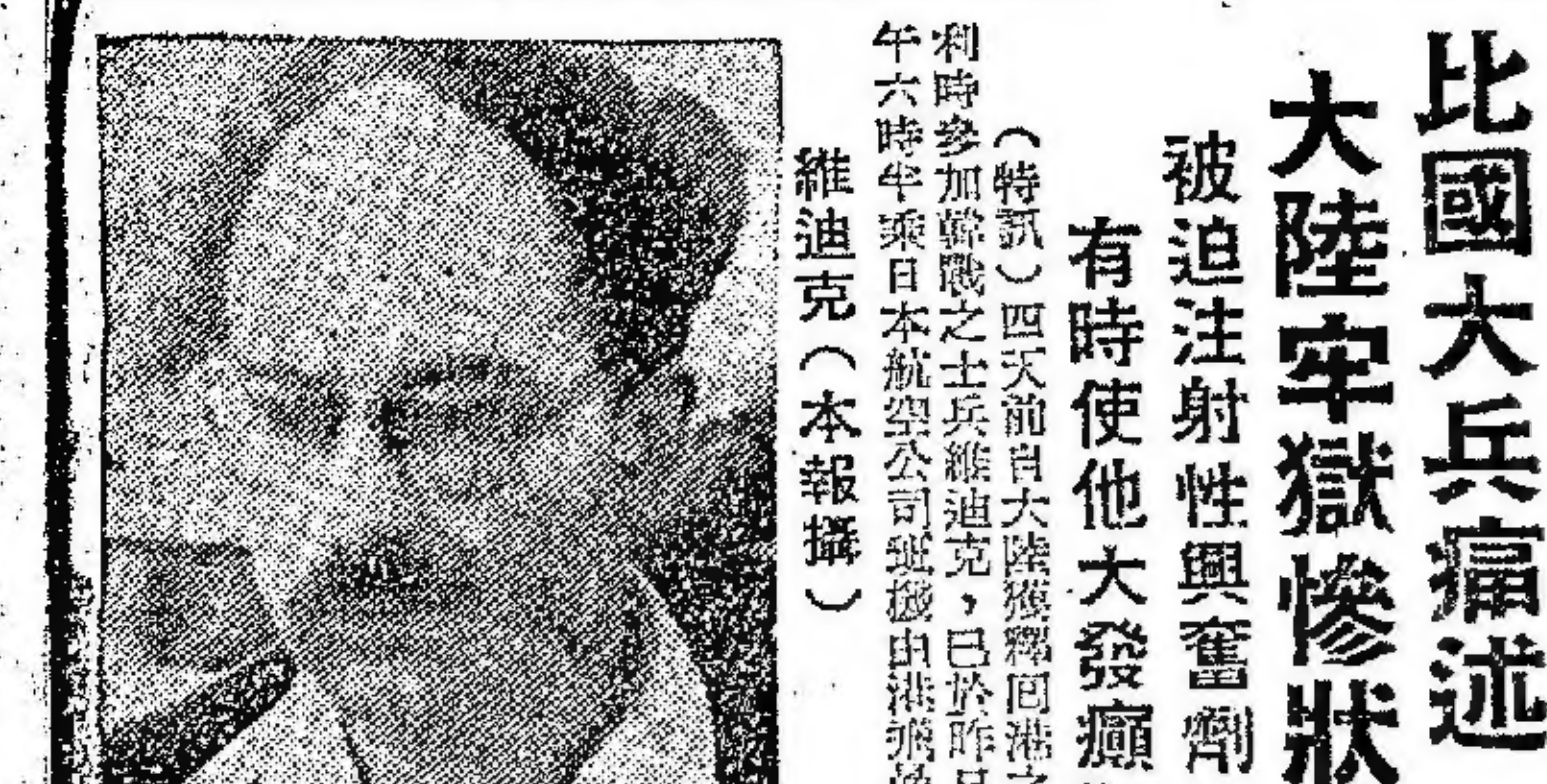 比國大兵痛述
大陸牢獄慘狀
被迫注射性興奮劑
有時使他大發癲
（特訊）四天前自大陸獲釋回港之
利時參加韓戰之士兵維迪克，已於昨日
午六時半乘日本航空公司班機由港飛
維迪克（本報攝）